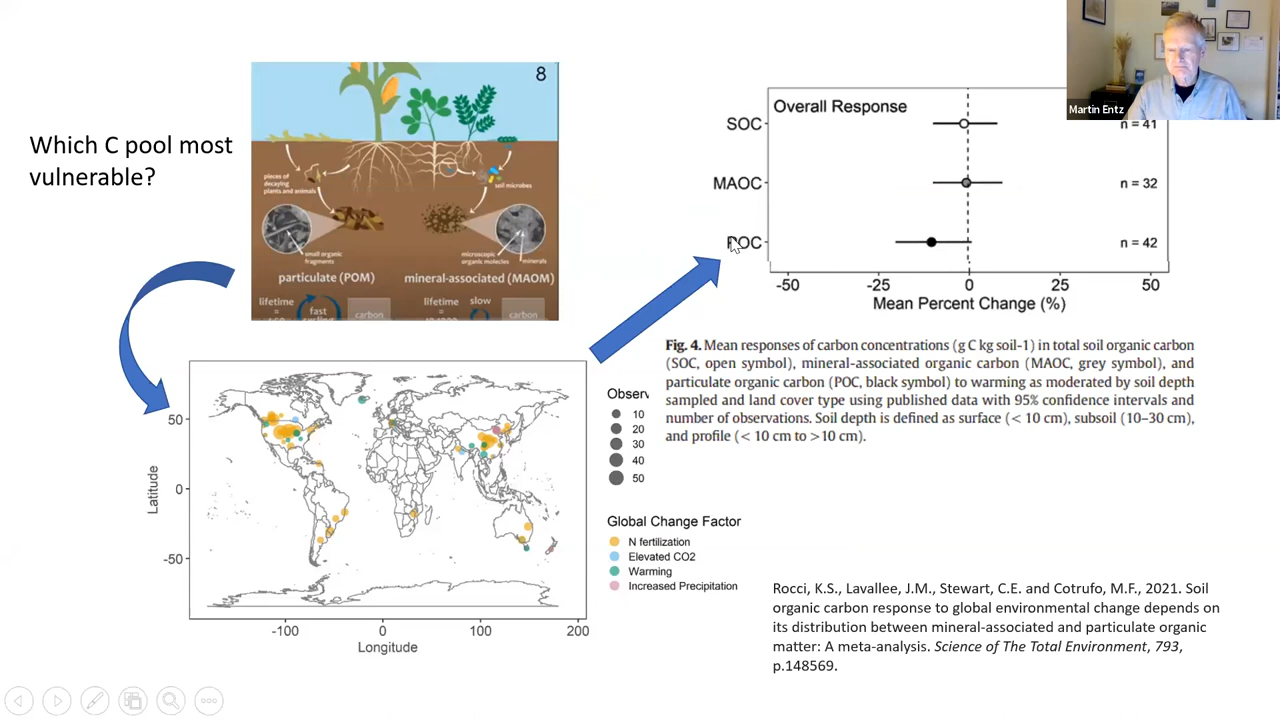 Which C pool most
vulnerable?
8
pieces of
decaying
plants and animals
soil microbes
small organic
fragments
microscopic
organic molecules
minerals
particulate (POM)
mineral-associated (MAOM)
lifetime
=
fast
carbon
lifetime
=
slow
carbon
Martin Entz
Overall Response
SOC
n = 41
MAOC
n = 32
POC
n = 42
-50
-25
0
25
50
Mean Percent Change (%)
Fig. 4. Mean responses of carbon concentrations (g C kg soil-1) in total soil organic carbon
(SOC, open symbol), mineral-associated organic carbon (MAOC, grey symbol), and
particulate organic carbon (POC, black symbol) to warming as moderated by soil depth
sampled and land cover type using published data with 95% confidence intervals and
number of observations. Soil depth is defined as surface (< 10 cm), subsoil (10–30 cm),
and profile (< 10 cm to >10 cm).
50
0
-50
Latitude
-100
0
100
200
Longitude
Observ
10
20
30
40
50
Global Change Factor
N fertilization
Elevated CO2
Warming
Increased Precipitation
Rocci, K.S., Lavallee, J.M., Stewart, C.E. and Cotrufo, M.F., 2021. Soil
organic carbon response to global environmental change depends on
its distribution between mineral-associated and particulate organic
matter: A meta-analysis. Science of The Total Environment, 793,
p.148569.